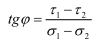 tgφ = (τ₁ − τ₂) / (σ₁ − σ₂)